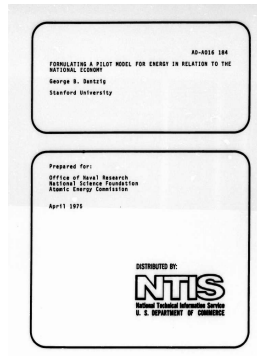 AD-A016 184
FORMULATING A PILOT MODEL FOR ENERGY IN RELATION TO THE
NATIONAL ECONOMY
George B. Dantzig
Stanford University
Prepared for:
Office of Naval Research
National Science Foundation
Atomic Energy Commission
April 1975
DISTRIBUTED BY:
NTIS
National Technical Information Service
U. S. DEPARTMENT OF COMMERCE